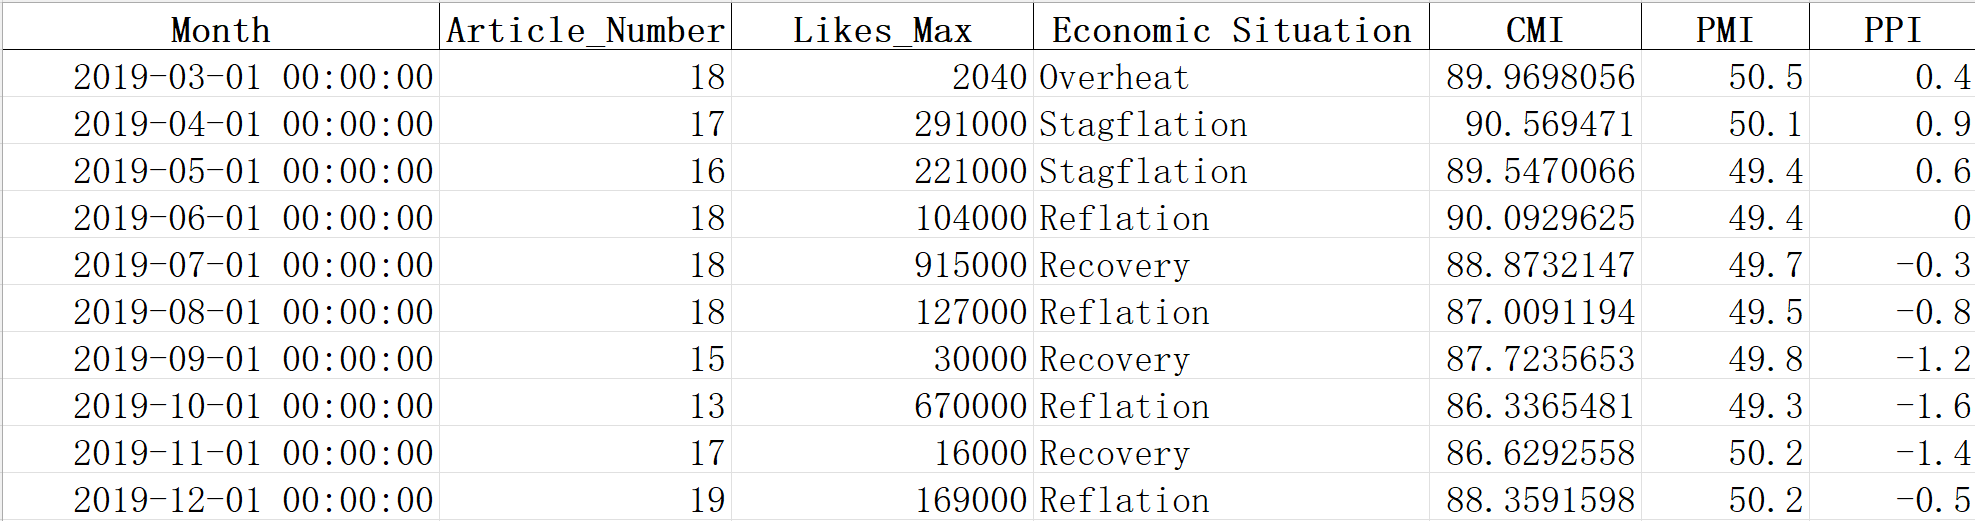 Month Article_Number Likes_Max Economic Situation CMI PMI PPI
2019-03-01 00:00:00 18 2040 Overheat 89.9698056 50.5 0.4
2019-04-01 00:00:00 17 291000 Stagflation 90.569471 50.1 0.9
2019-05-01 00:00:00 16 221000 Stagflation 89.5470066 49.4 0.6
2019-06-01 00:00:00 18 104000 Reflation 90.0929625 49.4 0
2019-07-01 00:00:00 18 915000 Recovery 88.8732147 49.7 -0.3
2019-08-01 00:00:00 18 127000 Reflation 87.0091194 49.5 -0.8
2019-09-01 00:00:00 15 30000 Recovery 87.7235653 49.8 -1.2
2019-10-01 00:00:00 13 670000 Reflation 86.3365481 49.3 -1.6
2019-11-01 00:00:00 17 16000 Recovery 86.6292558 50.2 -1.4
2019-12-01 00:00:00 19 169000 Reflation 88.3591598 50.2 -0.5